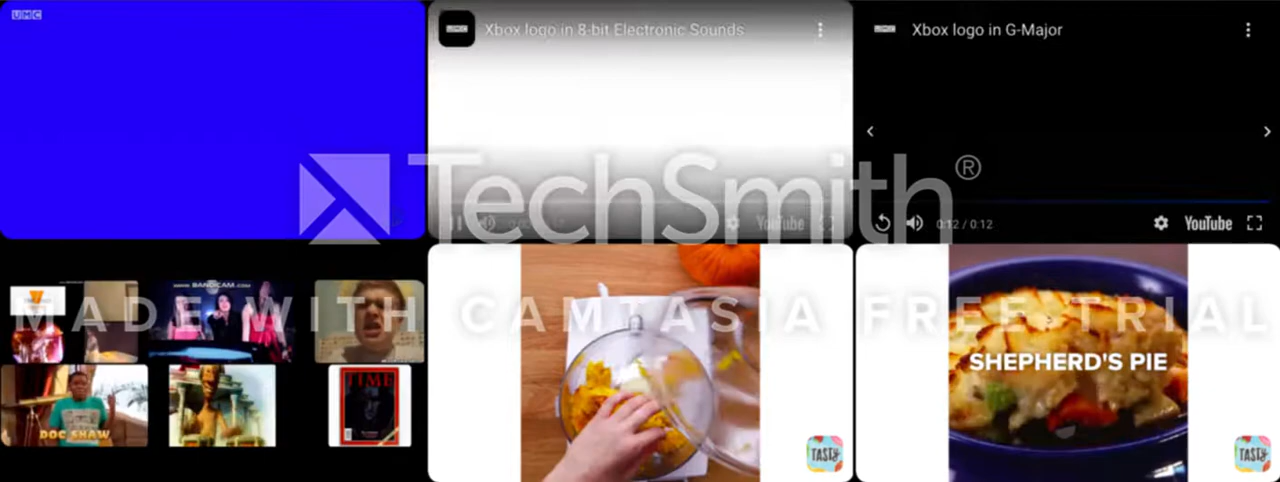 UMC
Xbox logo in 8-bit Electronic Sounds
Xbox logo in G-Major
TechSmith®
YouTube
0:12 / 0:12
YouTube
BANDICAM.COM
MADE WITH CAMTASIA FREE TRIAL
SHEPHERD'S PIE
TIME
DOC SHAW
TASTY
TASTY